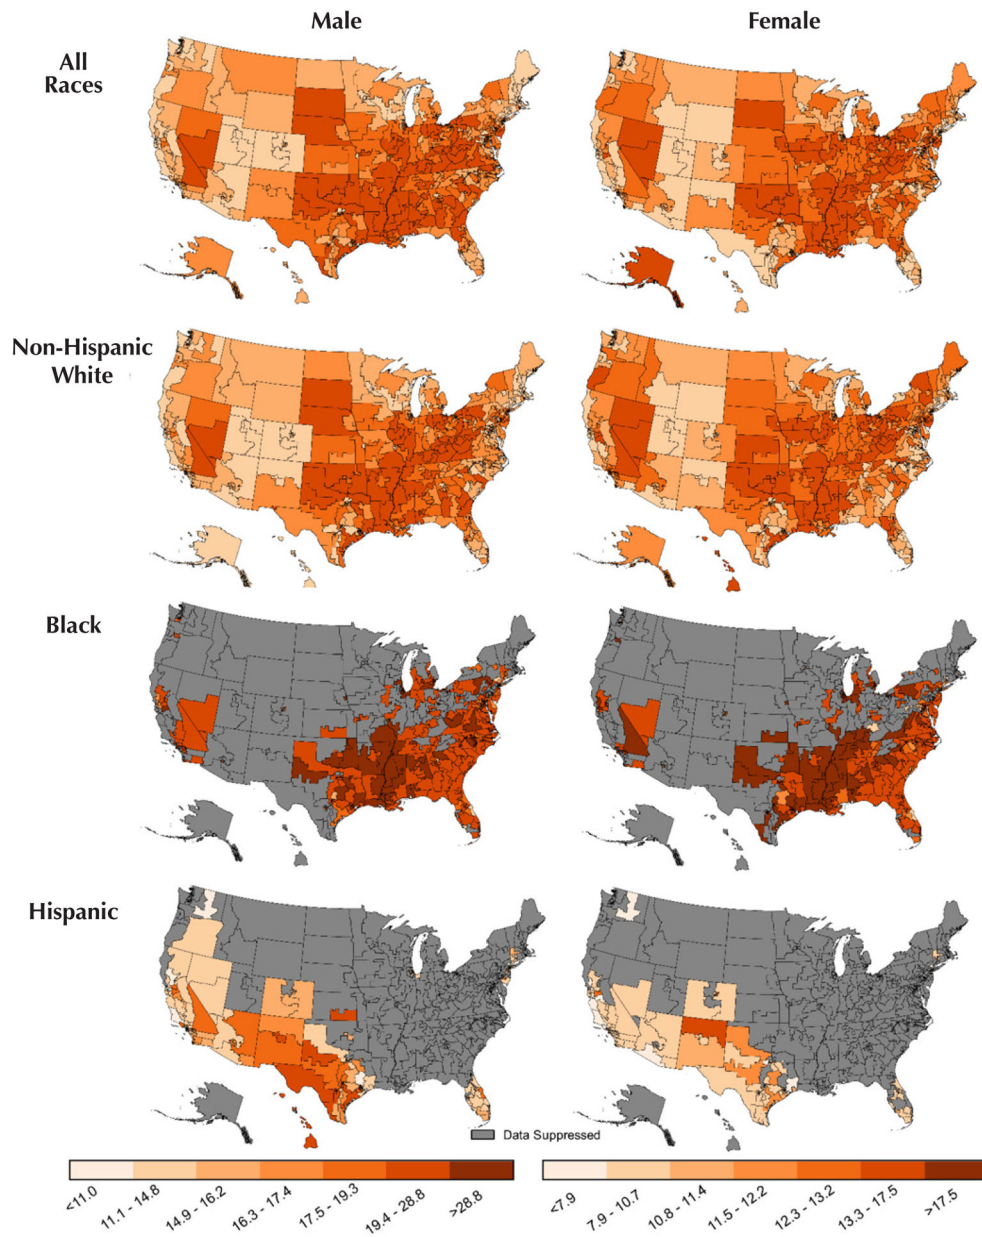 Male
Female
All
Races
Non-Hispanic
White
Black
Hispanic
Data Suppressed
<11.0
11.1 - 14.8
14.9 - 16.2
16.3 - 17.4
17.5 - 19.3
19.4 - 28.8
>28.8
<7.9
7.9 - 10.7
10.8 - 11.4
11.5 - 12.2
12.3 - 13.2
13.3 - 17.5
>17.5